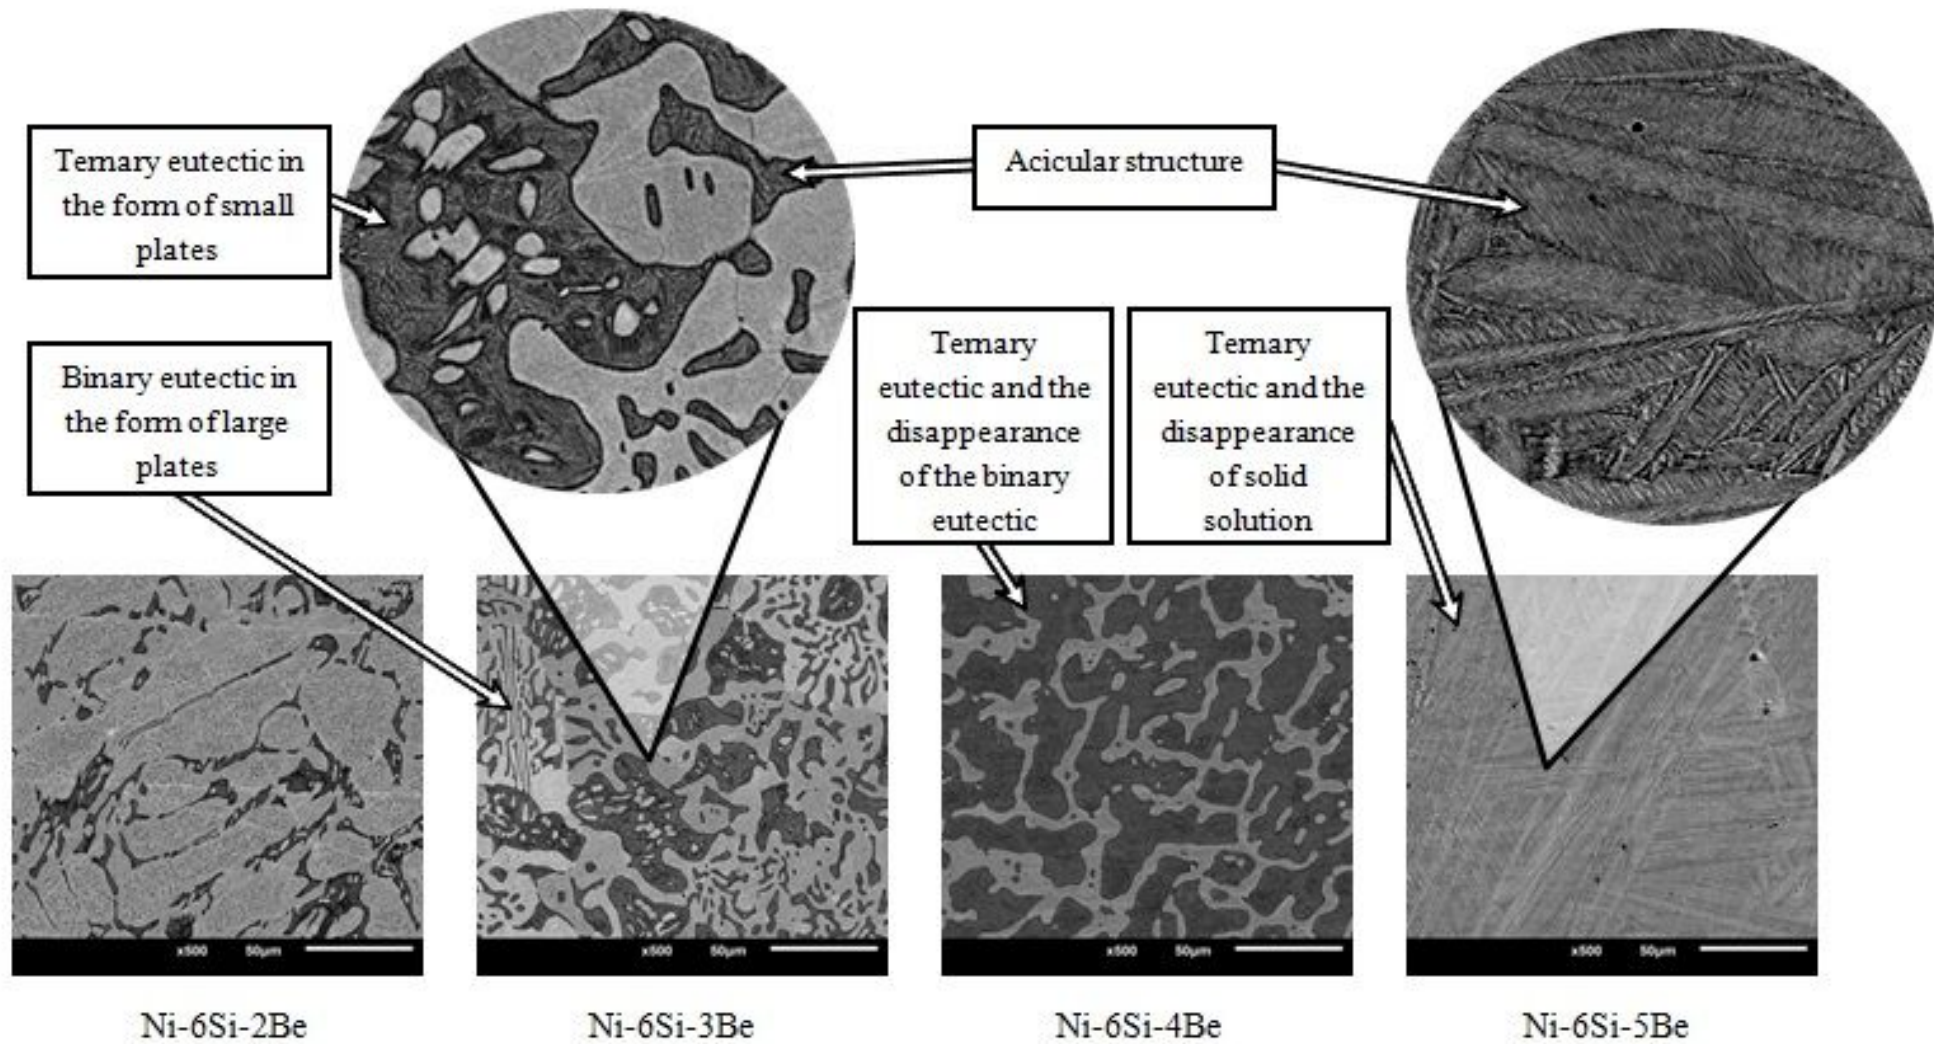 Ternary eutectic in
the form of small
plates
Acicular structure
Binary eutectic in
the form of large
plates
Ternary
eutectic and the
disappearance
of the binary
eutectic
Ternary
eutectic and the
disappearance
of solid
solution
x500 50µm
x500 50µm
x500 50µm
x500 50µm
Ni-6Si-2Be
Ni-6Si-3Be
Ni-6Si-4Be
Ni-6Si-5Be